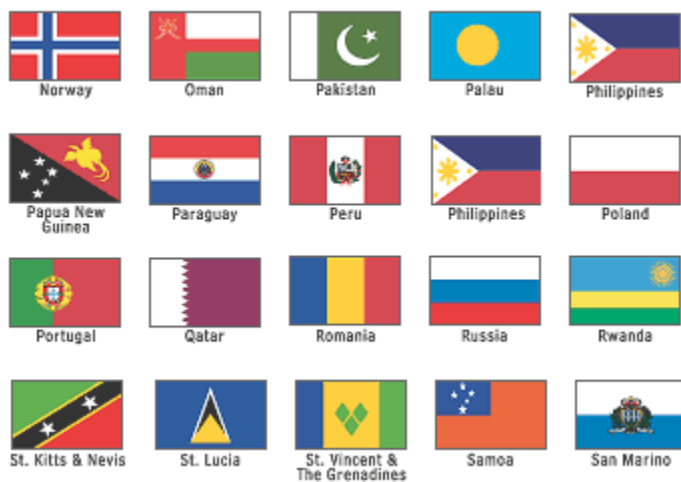 Norway
Oman
Pakistan
Palau
Philippines
Papua New
Guinea
Paraguay
Peru
Philippines
Poland
Portugal
Qatar
Romania
Russia
Rwanda
St. Kitts & Nevis
St. Lucia
St. Vincent &
The Grenadines
Samoa
San Marino